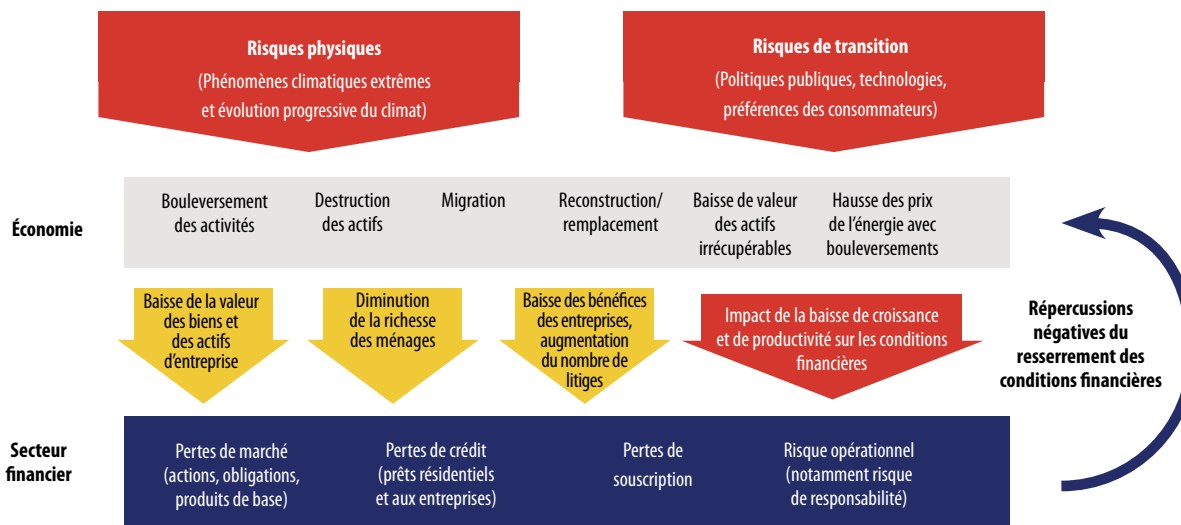 Risques physiques
(Phénomènes climatiques extrêmes
et évolution progressive du climat)
Risques de transition
(Politiques publiques, technologies,
préférences des consommateurs)
Économie
Bouleversement
des activités
Destruction
des actifs
Migration
Reconstruction/
remplacement
Baisse de valeur
des actifs
irrécupérables
Hausse des prix
de l’énergie avec
bouleversements
Baisse de la valeur
des biens et
des actifs
d’entreprise
Diminution
de la richesse
des ménages
Baisse des bénéfices
des entreprises,
augmentation
du nombre de
litiges
Impact de la baisse de croissance
et de productivité sur les conditions
financières
Répercussions
négatives du
resserrement des
conditions financières
Secteur
financier
Pertes de marché
(actions, obligations,
produits de base)
Pertes de crédit
(prêts résidentiels
et aux entreprises)
Pertes de
souscription
Risque opérationnel
(notamment risque
de responsabilité)